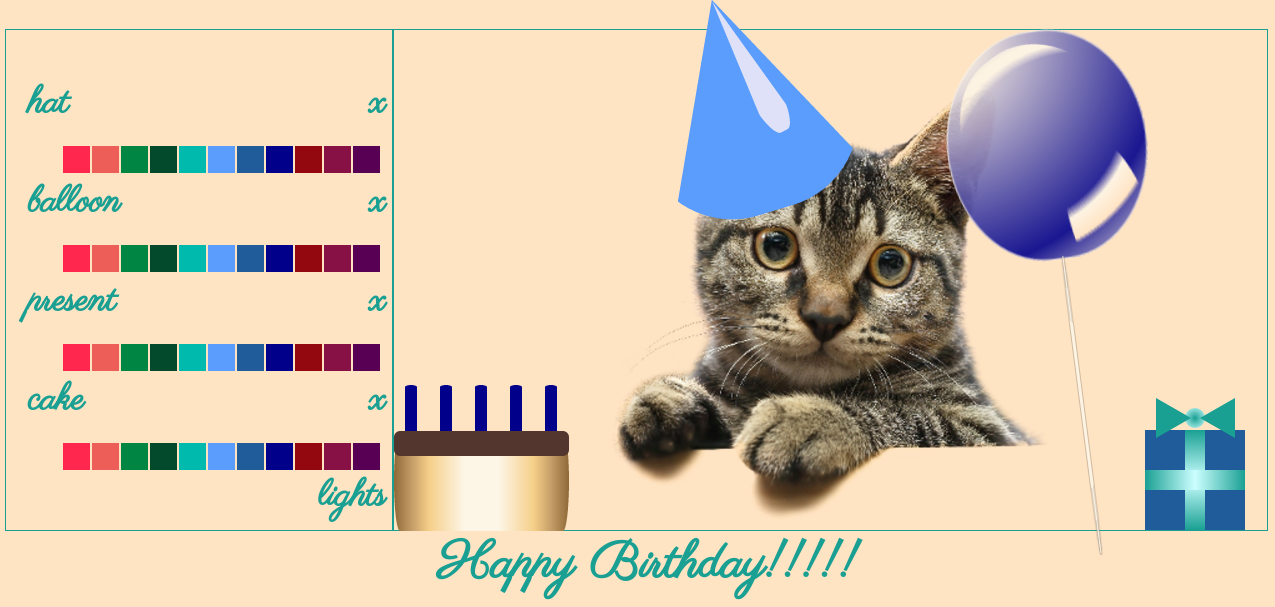 hat x
balloon x
present x
cake x
lights
Happy Birthday!!!!!